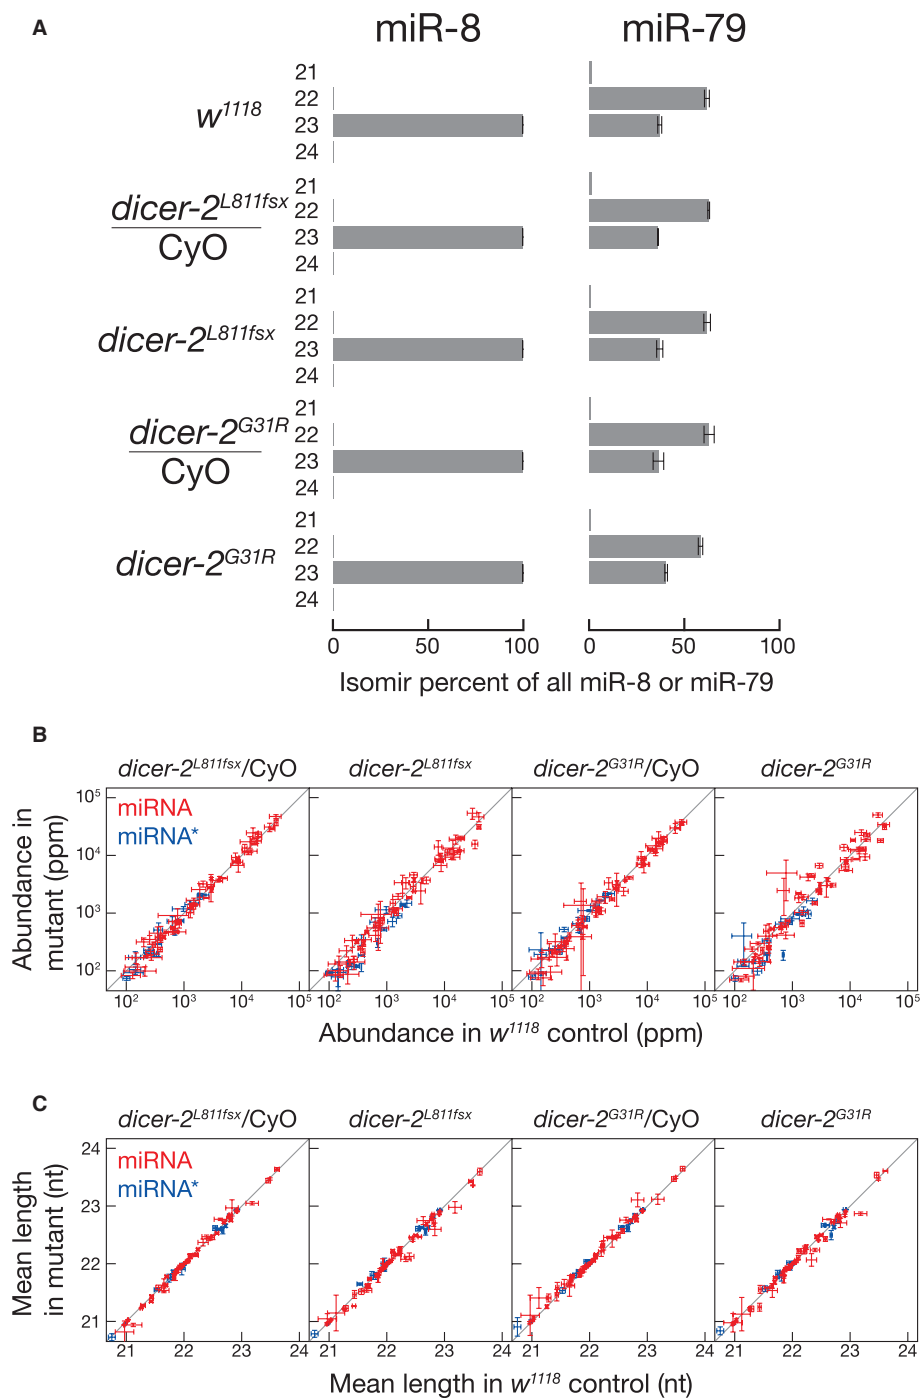 A
miR-8 miR-79
w1118
21
22
23
24
dicer-2L811fsx
CyO
21
22
23
24
dicer-2L811fsx
21
22
23
24
dicer-2G31R
CyO
21
22
23
24
dicer-2G31R
21
22
23
24
0 50 100 0 50 100
Isomir percent of all miR-8 or miR-79
B
dicer-2L811fsx/CyO dicer-2L811fsx dicer-2G31R/CyO dicer-2G31R
miRNA
miRNA*
Abundance in
mutant (ppm)
105
104
103
102
102 103 104 105 102 103 104 105 102 103 104 105 102 103 104 105
Abundance in w1118 control (ppm)
C
dicer-2L811fsx/CyO dicer-2L811fsx dicer-2G31R/CyO dicer-2G31R
miRNA
miRNA*
Mean length
in mutant (nt)
24
23
22
21
21 22 23 24 21 22 23 24 21 22 23 24 21 22 23 24
Mean length in w1118 control (nt)